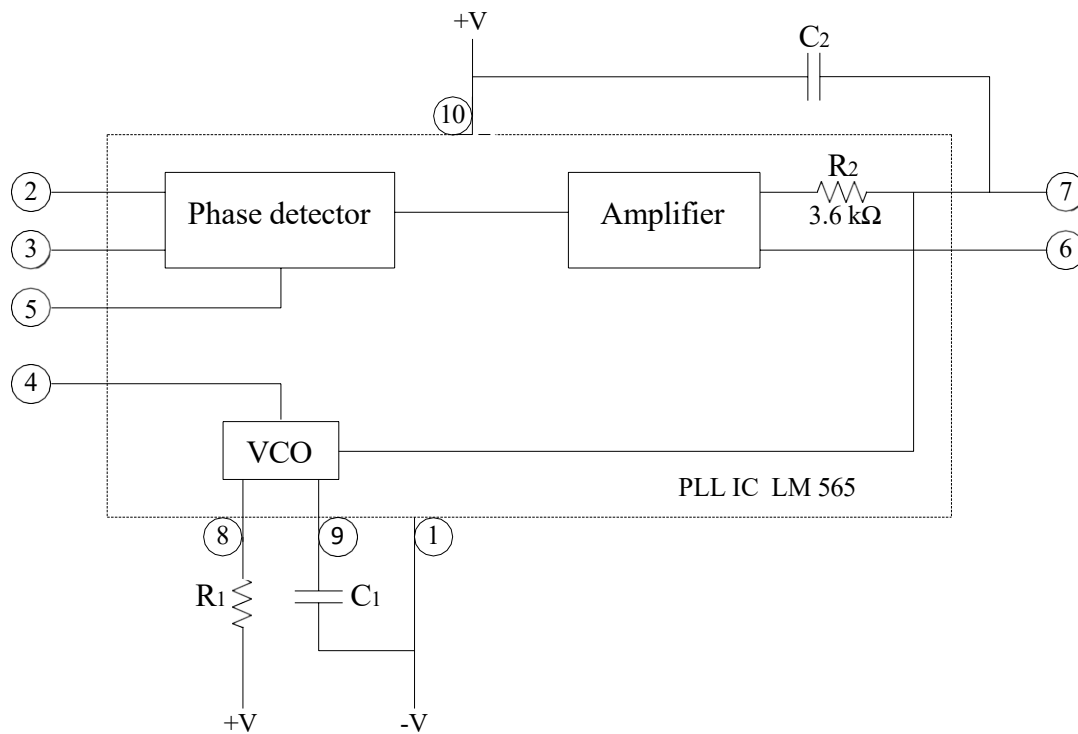 +V
C2
10
2
Phase detector
Amplifier
R2
3.6 kΩ
7
3
6
5
4
VCO
PLL IC LM 565
8
9
1
R1
C1
+V
-V